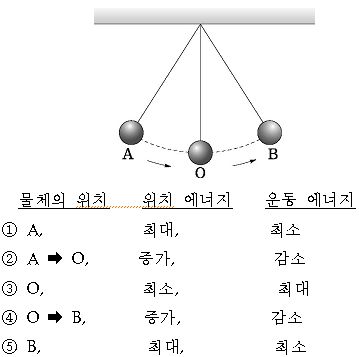 A
B
O
물체의 위치 위치 에너지 운동 에너지
① A, 최대, 최소
② A ➡ O, 증가, 감소
③ O, 최소, 최대
④ O ➡ B, 증가, 감소
⑤ B, 최대, 최소